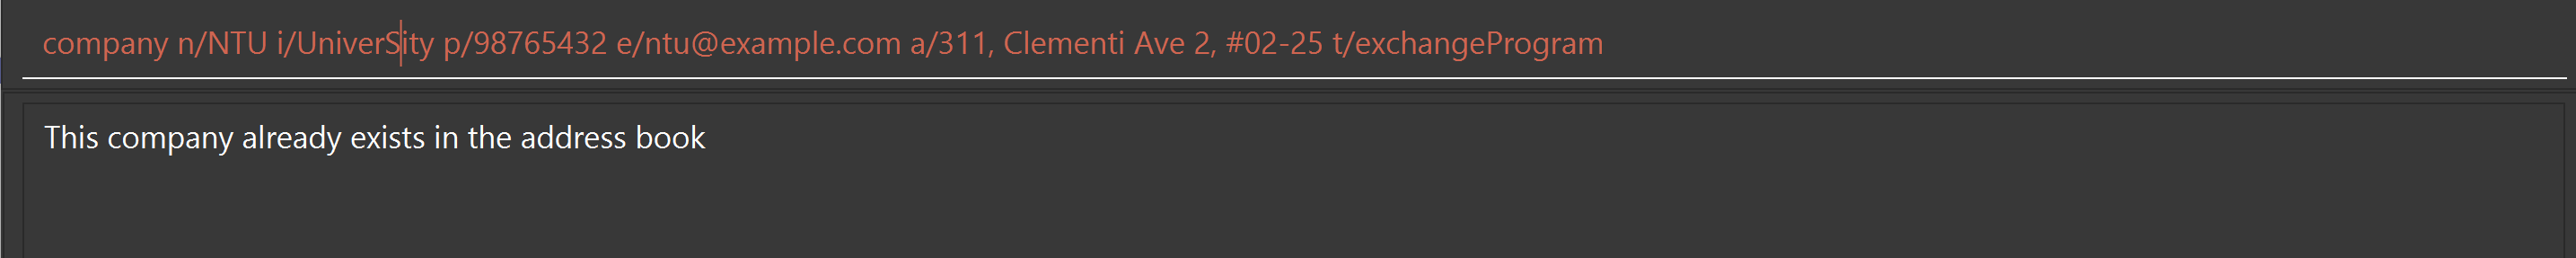 company n/NTU i/UniverSity p/98765432 e/ntu@example.com a/311, Clementi Ave 2, #02-25 t/exchangeProgram
This company already exists in the address book